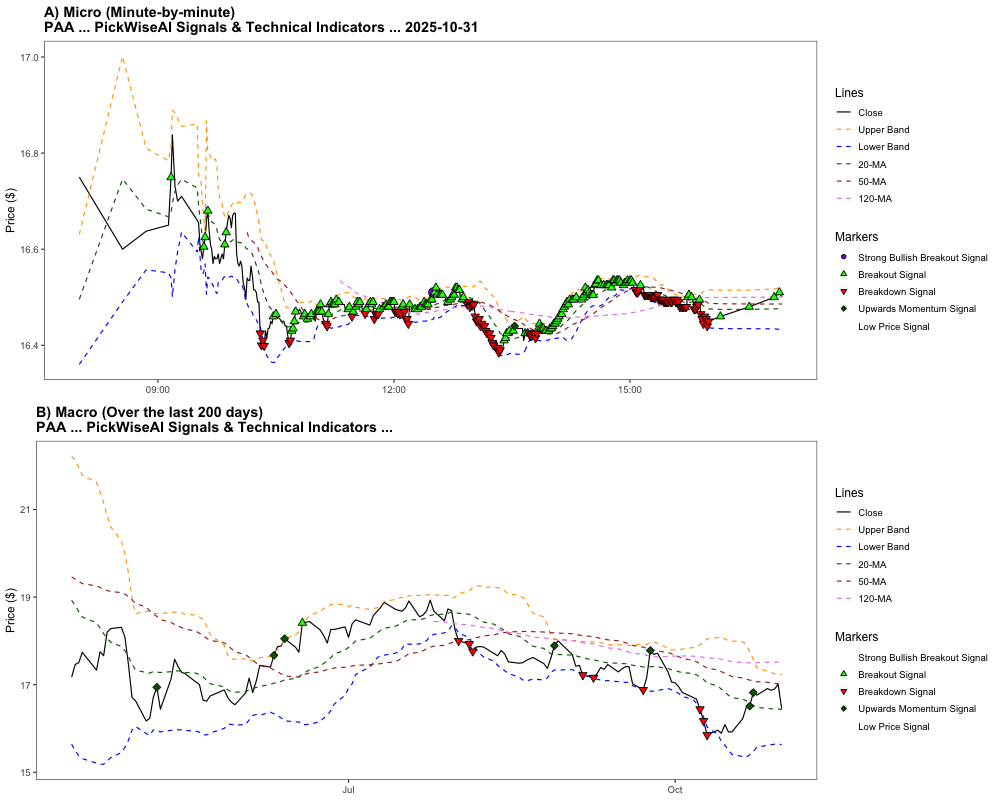 A) Micro (Minute-by-minute)
PAA ... PickWiseAI Signals & Technical Indicators ... 2025-10-31
17.0
16.8
16.6
16.4
Price ($)
09:00
12:00
15:00
Lines
Close
Upper Band
Lower Band
20-MA
50-MA
120-MA
Markers
Strong Bullish Breakout Signal
Breakout Signal
Breakdown Signal
Upwards Momentum Signal
Low Price Signal
B) Macro (Over the last 200 days)
PAA ... PickWiseAI Signals & Technical Indicators ...
21
19
17
15
Price ($)
Jul
Oct
Lines
Close
Upper Band
Lower Band
20-MA
50-MA
120-MA
Markers
Strong Bullish Breakout Signal
Breakout Signal
Breakdown Signal
Upwards Momentum Signal
Low Price Signal